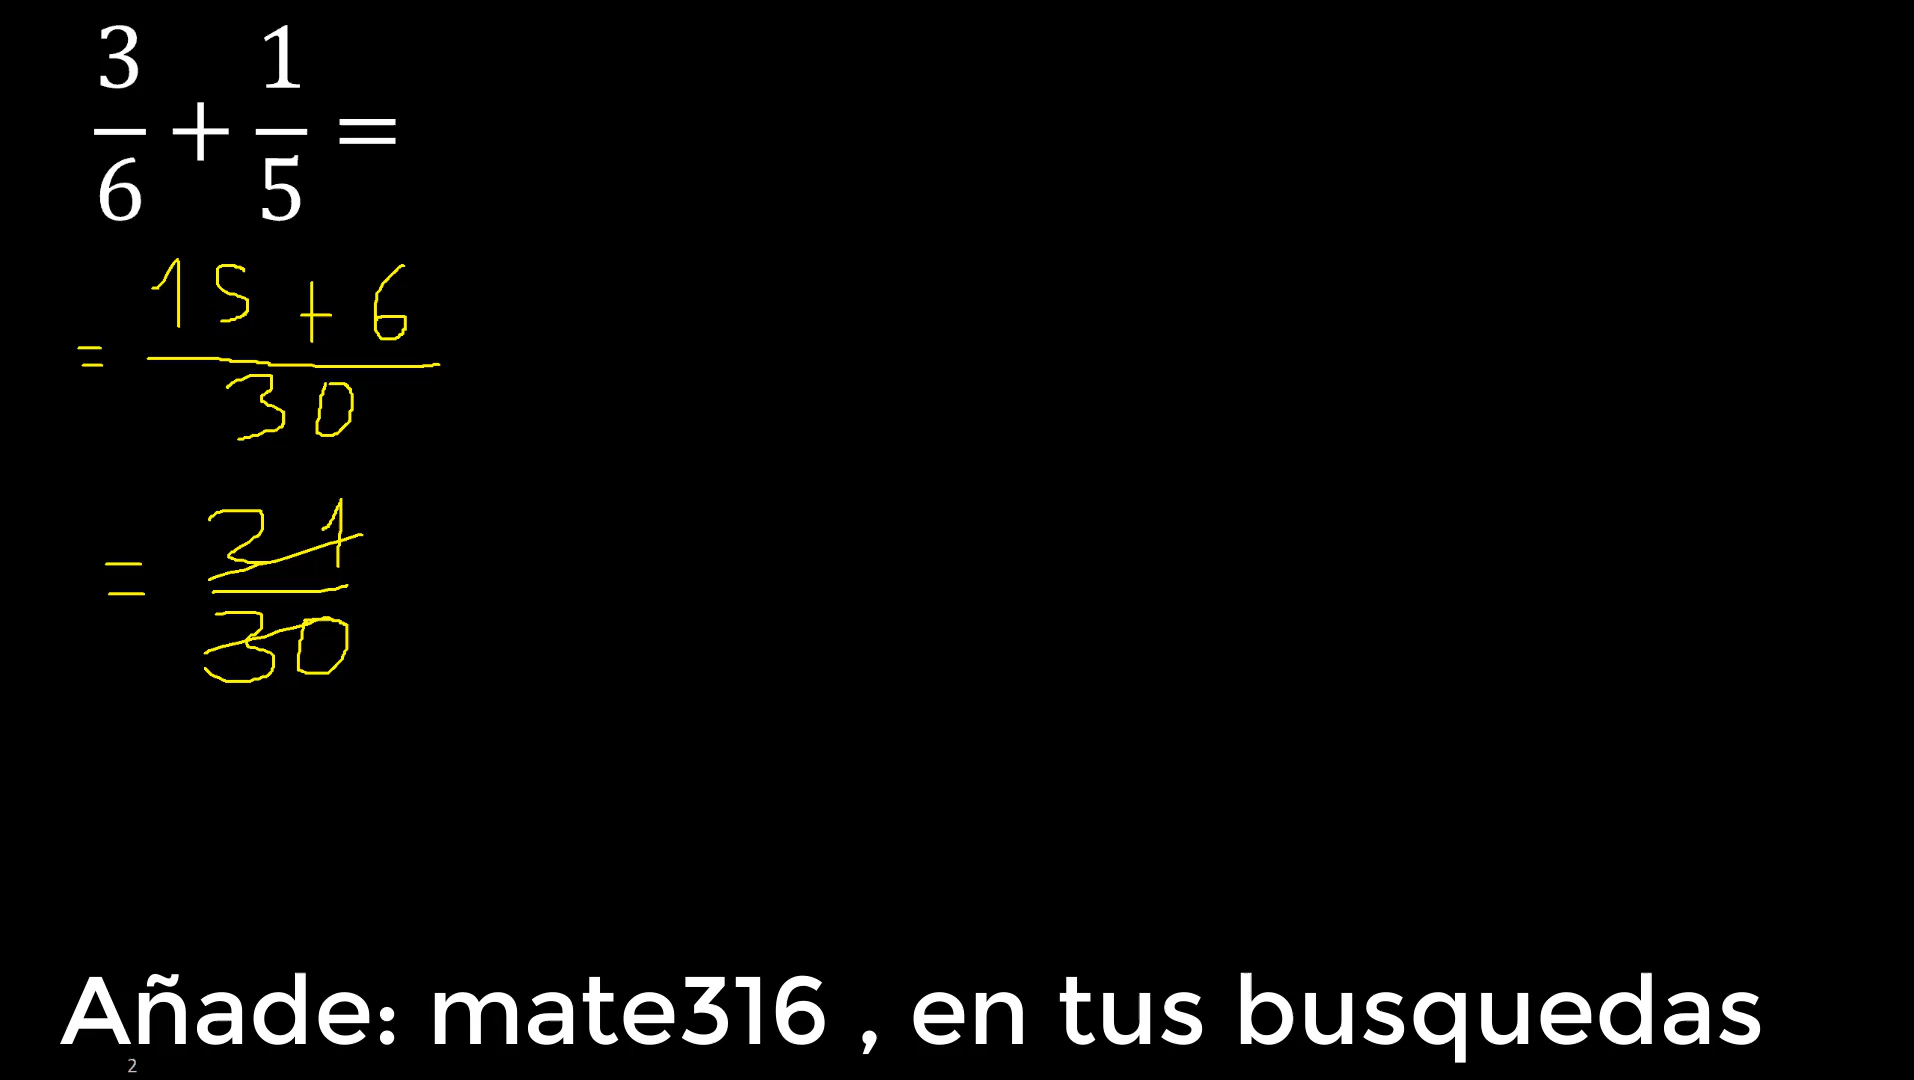 3/6 + 1/5 =
= 15 + 6 / 30
= 21 / 30
Añade: mate316 , en tus busquedas
2